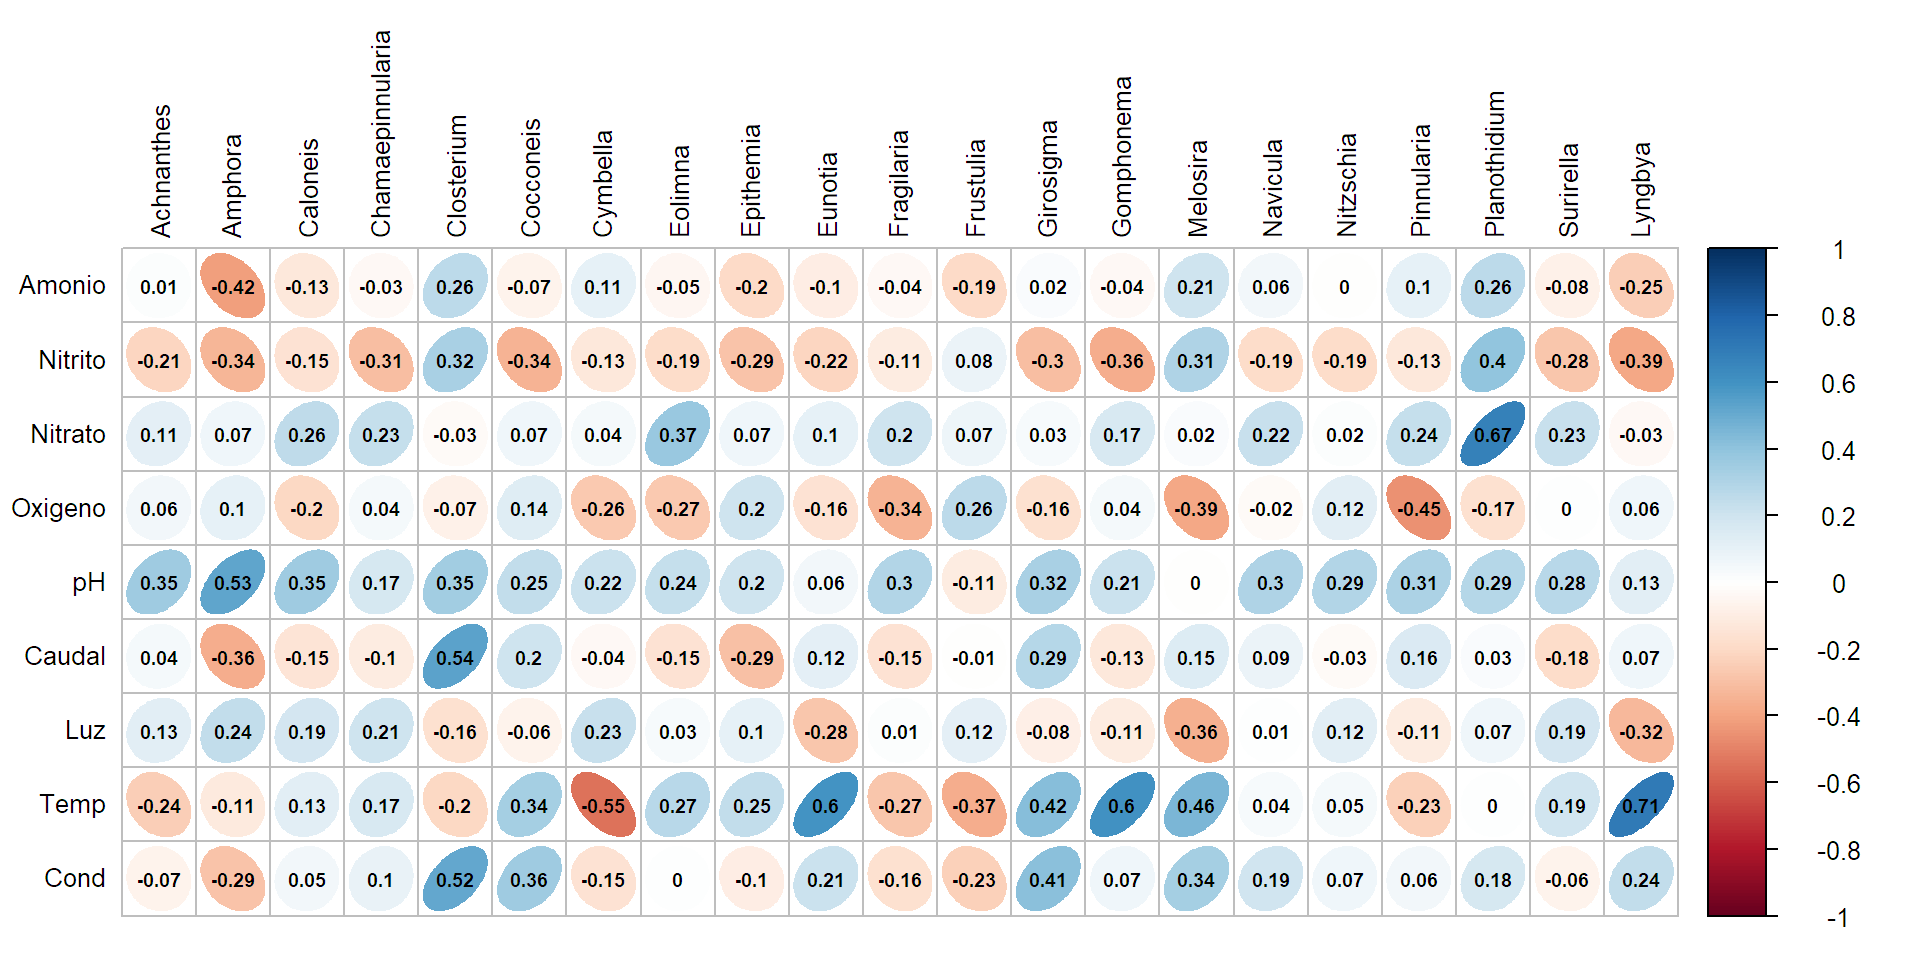 Achnanthes Amphora Caloneis Chamaepinnularia Closterium Cocconeis Cymbella Eolimna Epithemia Eunotia Fragilaria Frustulia Girosigma Gomphonema Melosira Navicula Nitzschia Pinnularia Planothidium Surirella Lyngbya
Amonio 0.01 -0.42 -0.13 -0.03 0.26 -0.07 0.11 -0.05 -0.2 -0.1 -0.04 -0.19 0.02 -0.04 0.21 0.06 0 0.1 0.26 -0.08 -0.25
Nitrito -0.21 -0.34 -0.15 -0.31 0.32 -0.34 -0.13 -0.19 -0.29 -0.22 -0.11 0.08 -0.3 -0.36 0.31 -0.19 -0.19 -0.13 0.4 -0.28 -0.39
Nitrato 0.11 0.07 0.26 0.23 -0.03 0.07 0.04 0.37 0.07 0.1 0.2 0.07 0.03 0.17 0.02 0.22 0.02 0.24 0.67 0.23 -0.03
Oxigeno 0.06 0.1 -0.2 0.04 -0.07 0.14 -0.26 -0.27 0.2 -0.16 -0.34 0.26 -0.16 0.04 -0.39 -0.02 0.12 -0.45 -0.17 0 0.06
pH 0.35 0.53 0.35 0.17 0.35 0.25 0.22 0.24 0.2 0.06 0.3 -0.11 0.32 0.21 0 0.3 0.29 0.31 0.29 0.28 0.13
Caudal 0.04 -0.36 -0.15 -0.1 0.54 0.2 -0.04 -0.15 -0.29 0.12 -0.15 -0.01 0.29 -0.13 0.15 0.09 -0.03 0.16 0.03 -0.18 0.07
Luz 0.13 0.24 0.19 0.21 -0.16 -0.06 0.23 0.03 0.1 -0.28 0.01 0.12 -0.08 -0.11 -0.36 0.01 0.12 -0.11 0.07 0.19 -0.32
Temp -0.24 -0.11 0.13 0.17 -0.2 0.34 -0.55 0.27 0.25 0.6 -0.27 -0.37 0.42 0.6 0.46 0.04 0.05 -0.23 0 0.19 0.71
Cond -0.07 -0.29 0.05 0.1 0.52 0.36 -0.15 0 -0.1 0.21 -0.16 -0.23 0.41 0.07 0.34 0.19 0.07 0.06 0.18 -0.06 0.24
1
0.8
0.6
0.4
0.2
0
-0.2
-0.4
-0.6
-0.8
-1